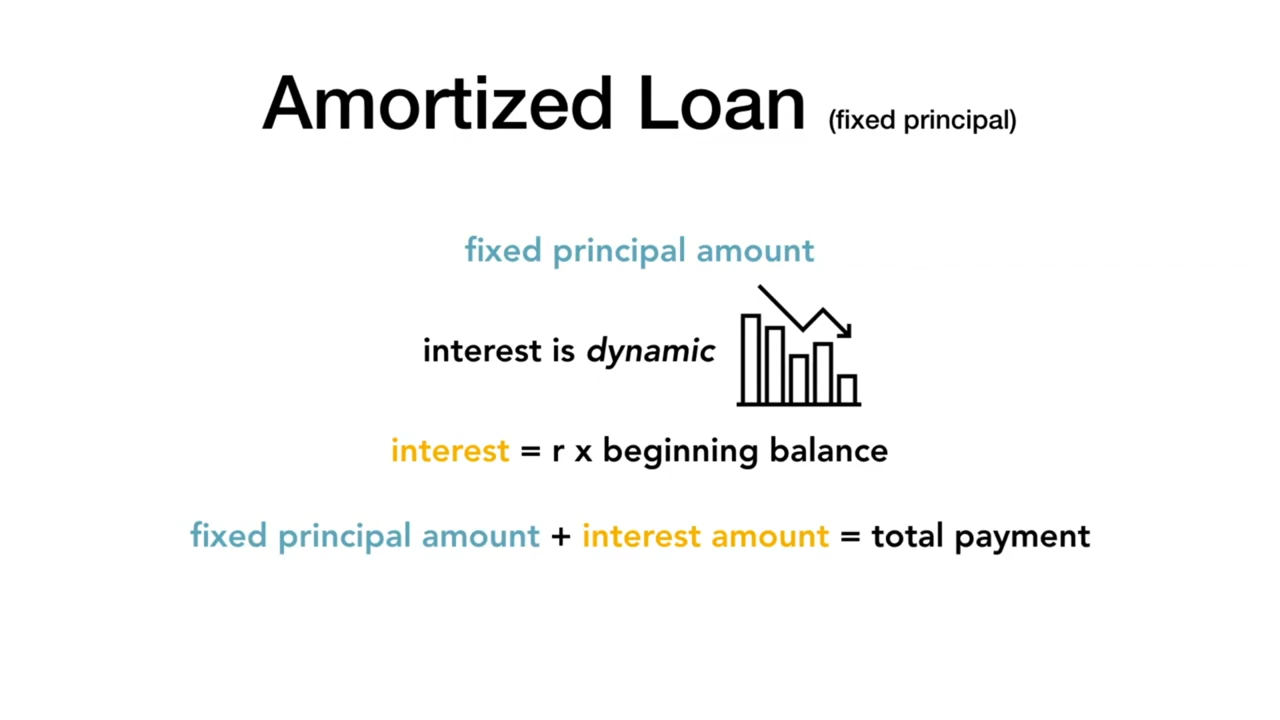 Amortized Loan (fixed principal)
fixed principal amount
interest is dynamic
interest = r x beginning balance
fixed principal amount + interest amount = total payment